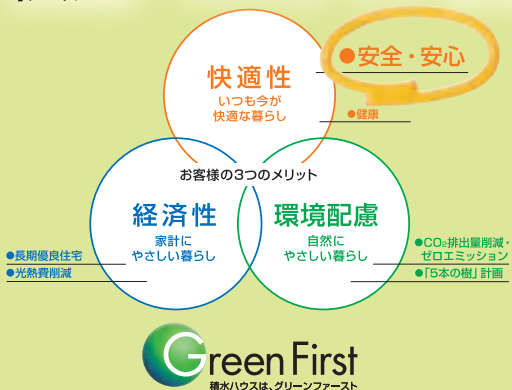 ●安全・安心
快適性
いつも今が
快適な暮らし
●健康
お客様の3つのメリット
経済性
家計に
やさしい暮らし
●長期優良住宅
●光熱費削減
環境配慮
自然に
やさしい暮らし
●CO₂排出量削減・
ゼロエミッション
●「5本の樹」計画
Green First
積水ハウスは、グリーンファースト